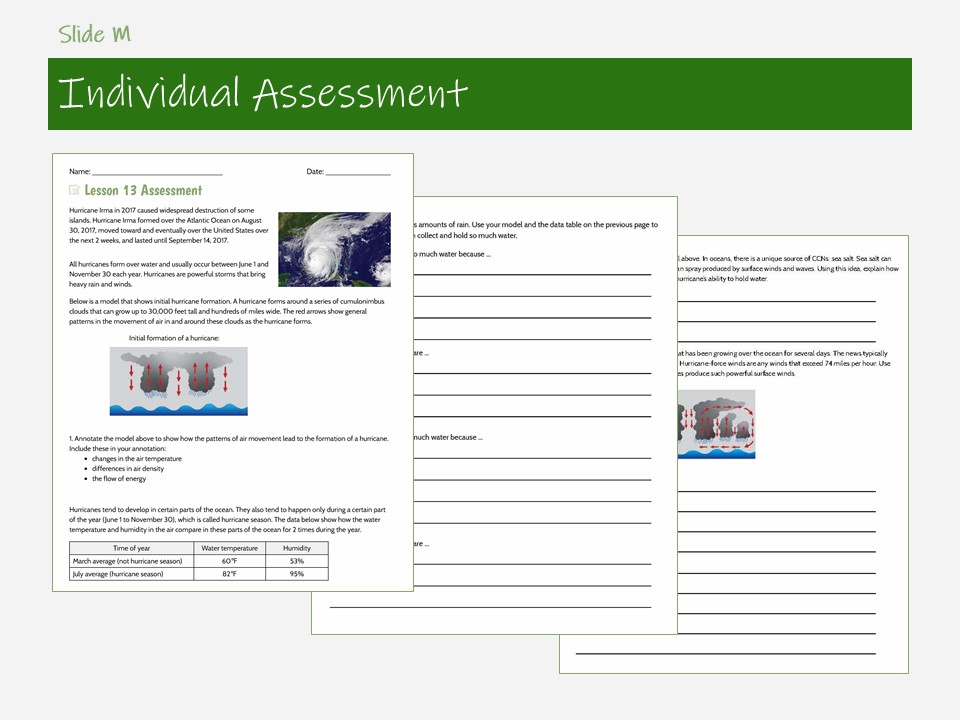 Slide M
Individual Assessment
Name: ______________________________ Date: _______________
Lesson 13 Assessment
Hurricane Irma in 2017 caused widespread destruction of some
islands. Hurricane Irma formed over the Atlantic Ocean on August
30, 2017, moved toward and eventually over the United States over
the next 2 weeks, and lasted until September 14, 2017.
All hurricanes form over water and usually occur between June 1 and
November 30 each year. Hurricanes are powerful storms that bring
heavy rain and winds.
Below is a model that shows initial hurricane formation. A hurricane forms around a series of cumulonimbus
clouds that can grow up to 30,000 feet tall and hundreds of miles wide. The red arrows show general
patterns in the movement of air in and around these clouds as the hurricane forms.
Initial formation of a hurricane:
1. Annotate the model above to show how the patterns of air movement lead to the formation of a hurricane.
Include these in your annotation:
• changes in the air temperature
• differences in air density
• the flow of energy
Hurricanes tend to develop in certain parts of the ocean. They also tend to happen only during a certain part
of the year (June 1 to November 30), which is called hurricane season. The data below show how the water
temperature and humidity in the air compare in these parts of the ocean for 2 times during the year.
Time of year Water temperature Humidity
March average (not hurricane season) 60°F 53%
July average (hurricane season) 82°F 95%
amounts of rain. Use your model and the data table on the previous page to
collect and hold so much water.
much water because ...
are ...
much water because ...
are ...
above. In oceans, there is a unique source of CCNs: sea salt. Sea salt can
spray produced by surface winds and waves. Using this idea, explain how
hurricane's ability to hold water.
has been growing over the ocean for several days. The news typically
Hurricane-force winds are any winds that exceed 74 miles per hour. Use
produce such powerful surface winds.